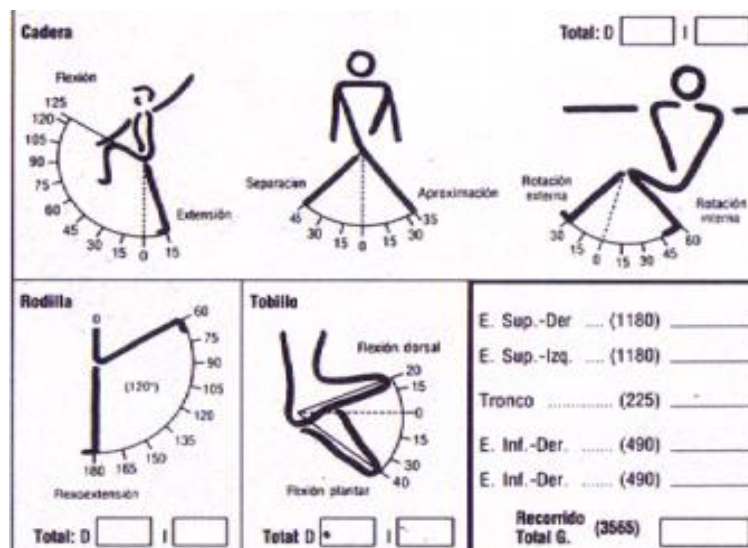 Cadera
Total: D I
Flexión
125
120
105
90
75
60
45
30
15
0
15
Extensión
Separacion
Aproximación
45
30
15
0
15
30
35
Rotación
externa
Rotación
interna
30
15
0
15
30
45
60
Rodilla
0
60
75
90
105
120
135
150
165
180
(120°)
Flexoextensión
Total: D I
Tobillo
Flexión dorsal
20
15
0
15
30
40
Flexión plantar
Total: D I
E. Sup.-Der .... (1180)
E. Sup.-Izq. .... (1180)
Tronco ............ (225)
E. Inf.-Der. ..... (490)
E. Inf.-Der. ..... (490)
Recorrido
Total G. (3565)